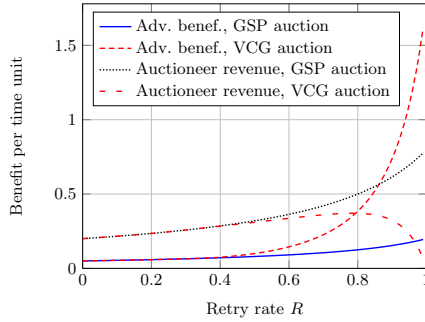 Adv. benef., GSP auction
Adv. benef., VCG auction
Auctioneer revenue, GSP auction
Auctioneer revenue, VCG auction
Benefit per time unit
1.5
1
0.5
0
0 0.2 0.4 0.6 0.8 1
Retry rate R